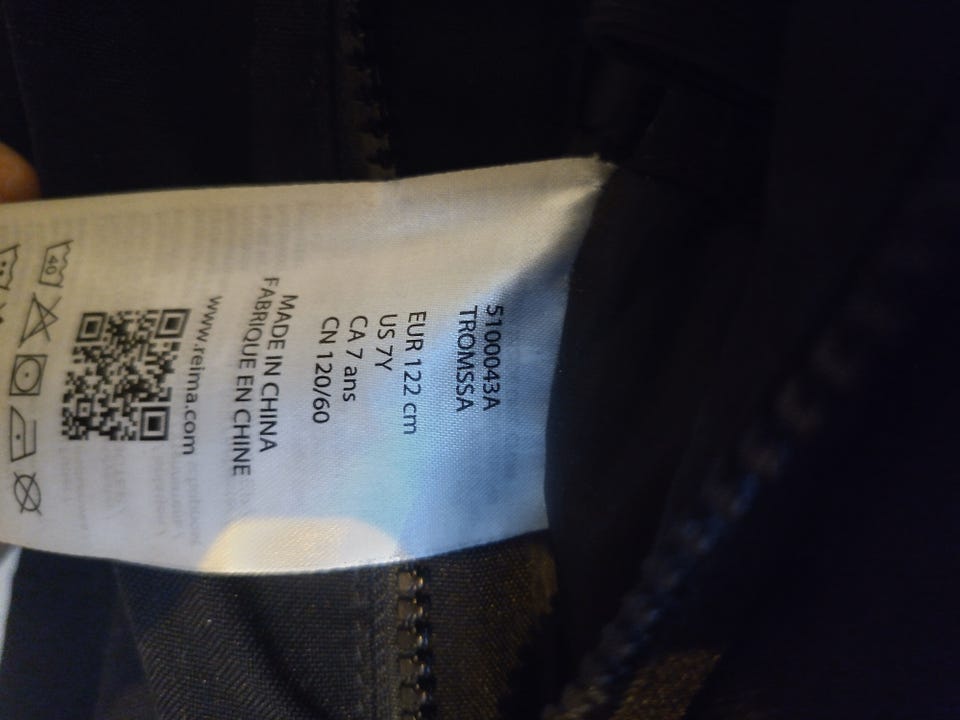 5100043A
TROMSSA
EUR 122 cm
US 7Y
CA 7 ans
CN 120/60
MADE IN CHINA
FABRIQUE EN CHINE
www.reima.com
40